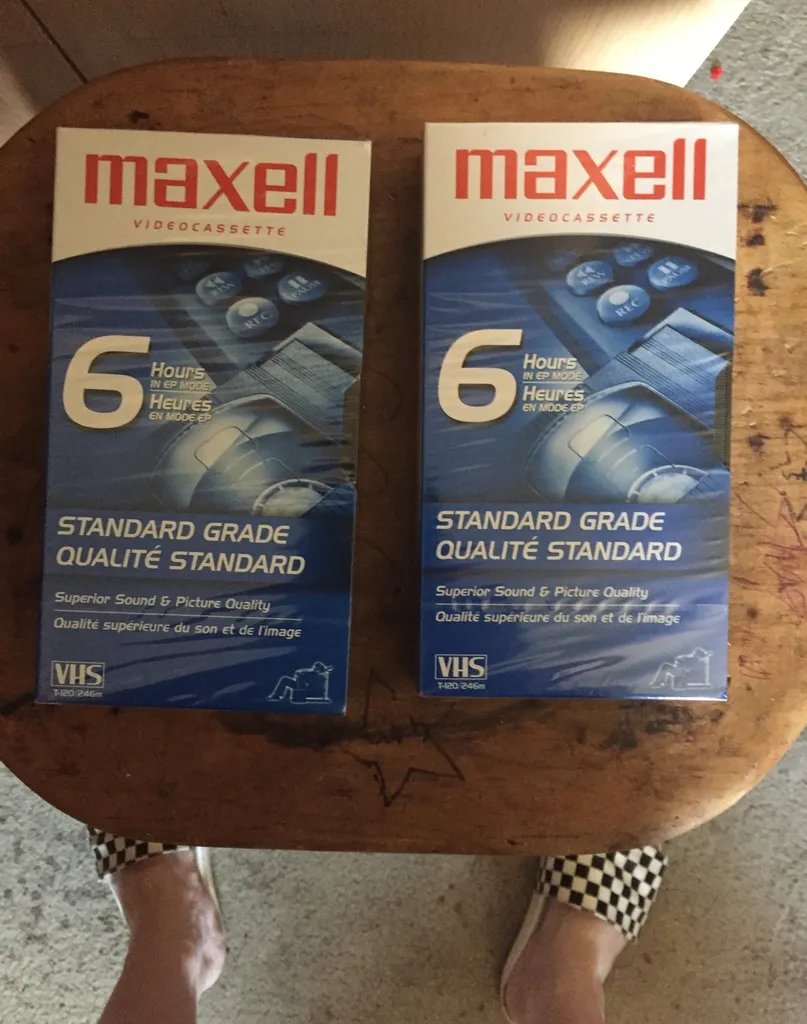 maxell
VIDEOCASSETTE
REW
PAUSE
REC
6
Hours
IN EP MODE
Heures
EN MODE EP
STANDARD GRADE
QUALITÉ STANDARD
Superior Sound & Picture Quality
Qualité supérieure du son et de l'image
VHS
T-120/246m
maxell
VIDEOCASSETTE
REW
PAUSE
REC
6
Hours
IN EP MODE
Heures
EN MODE EP
STANDARD GRADE
QUALITÉ STANDARD
Superior Sound & Picture Quality
Qualité supérieure du son et de l'image
VHS
T-120/246m